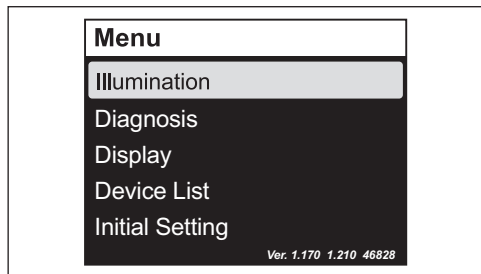 Menu
Illumination
Diagnosis
Display
Device List
Initial Setting
Ver. 1.170 1.210 46828